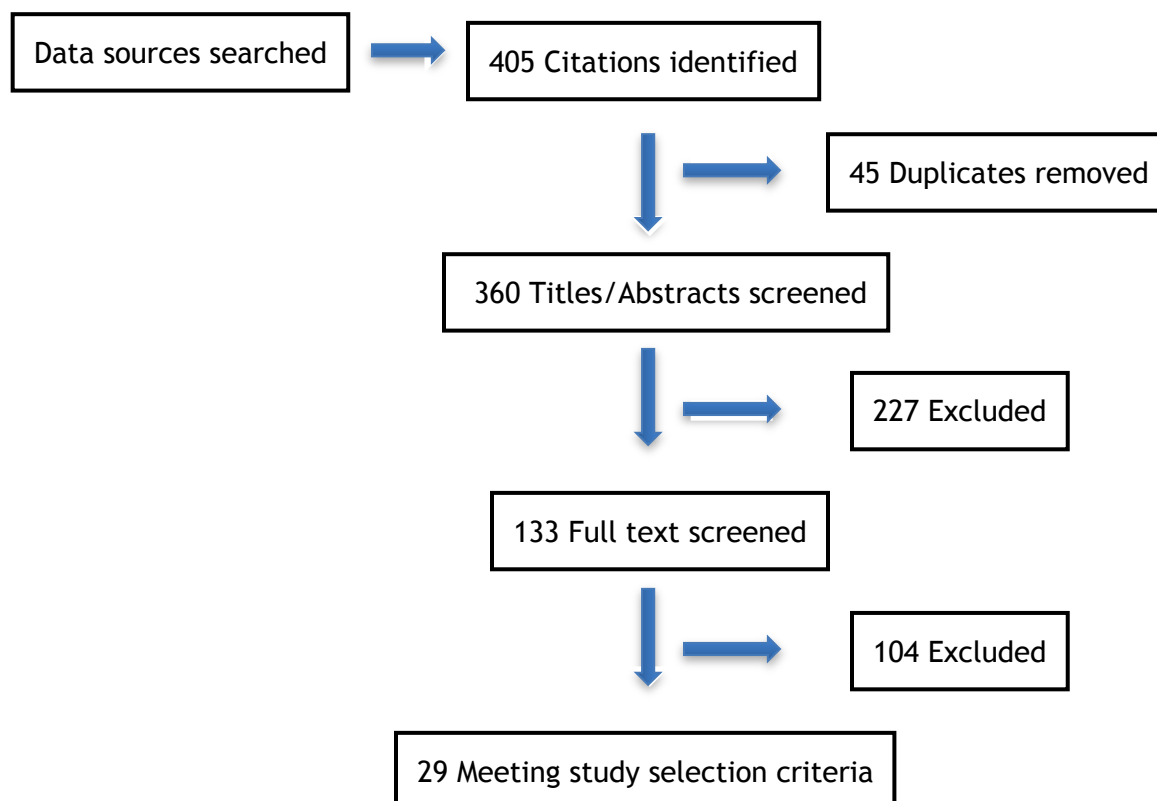 Data sources searched
405 Citations identified
45 Duplicates removed
360 Titles/Abstracts screened
227 Excluded
133 Full text screened
104 Excluded
29 Meeting study selection criteria